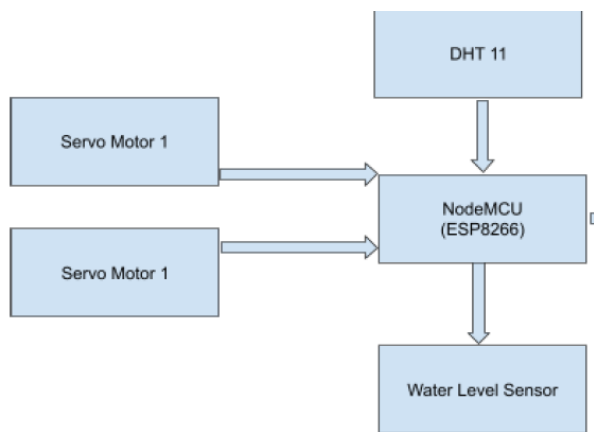 DHT 11
Servo Motor 1
NodeMCU
(ESP8266)
Servo Motor 1
Water Level Sensor